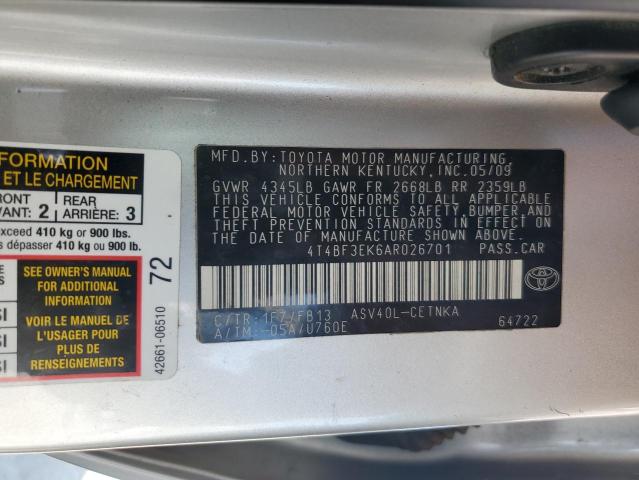 FORMATION
ET LE CHARGEMENT
FRONT
VANT: 2
REAR
ARRIÈRE: 3
xceed 410 kg or 900 lbs.
s dépasser 410 kg ou 900 lb.
SEE OWNER'S MANUAL
FOR ADDITIONAL
INFORMATION
VOIR LE MANUEL DE
L'USAGER POUR
PLUS DE
RENSEIGNEMENTS
SI
SI
72
42661-06510
MFD.BY: TOYOTA MOTOR MANUFACTURING,
NORTHERN KENTUCKY, INC. 05/09
GVWR 4345LB GAWR FR 2668LB RR 2359LB
THIS VEHICLE CONFORMS TO ALL APPLICABLE
FEDERAL MOTOR VEHICLE SAFETY, BUMPER, AND
THEFT PREVENTION STANDARDS IN EFFECT ON
THE DATE OF MANUFACTURE SHOWN ABOVE.
4T4BF3EK6AR026701 PASS.CAR
C/TR: 1F7/FB13 ASV40L-CETNKA
A/TM: -05A/U760E 64722
TOYOTA